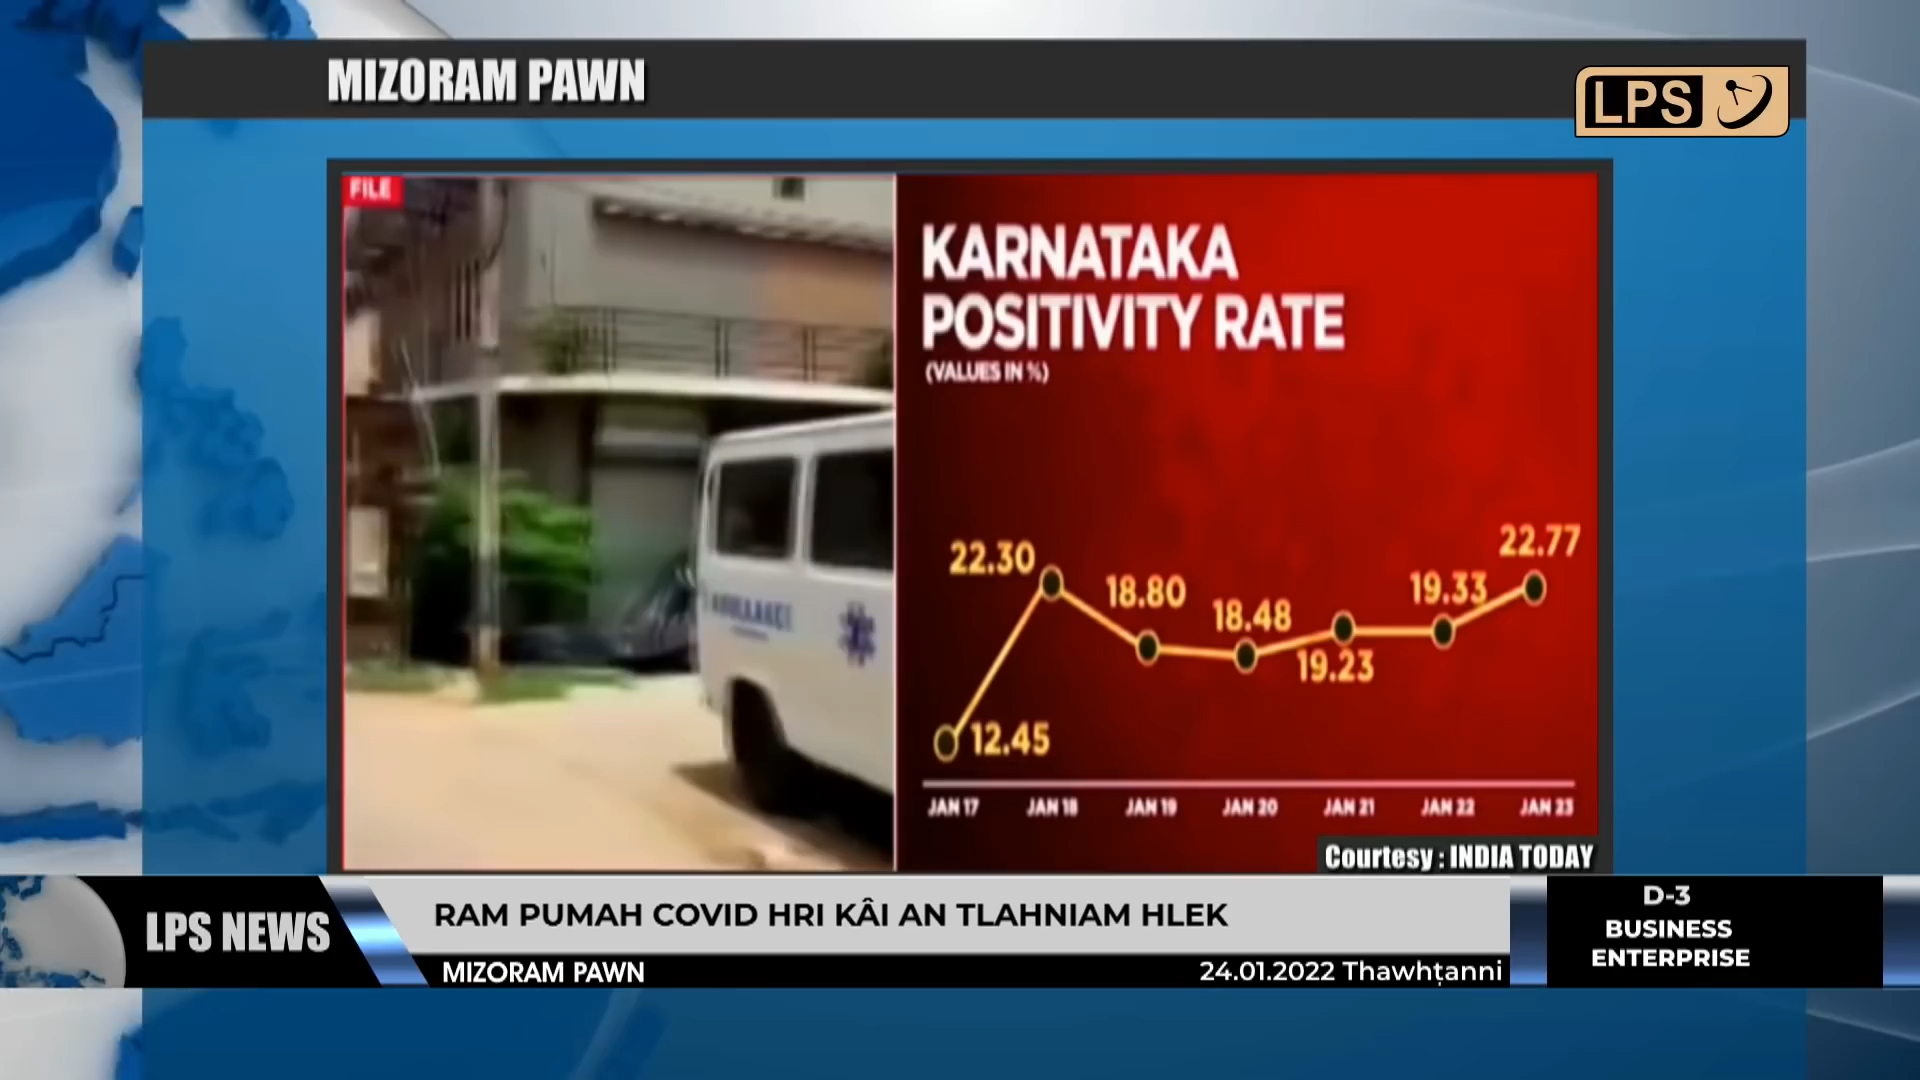 MIZORAM PAWN
LPS
FILE
KARNATAKA
POSITIVITY RATE
(VALUES IN %)
22.30
18.80
18.48
19.23
19.33
22.77
12.45
JAN 17
JAN 18
JAN 19
JAN 20
JAN 21
JAN 22
JAN 23
Courtesy : INDIA TODAY
LPS NEWS
RAM PUMAH COVID HRI KÂI AN TLAHNIAM HLEK
MIZORAM PAWN
24.01.2022 Thawhṭanni
D-3
BUSINESS
ENTERPRISE